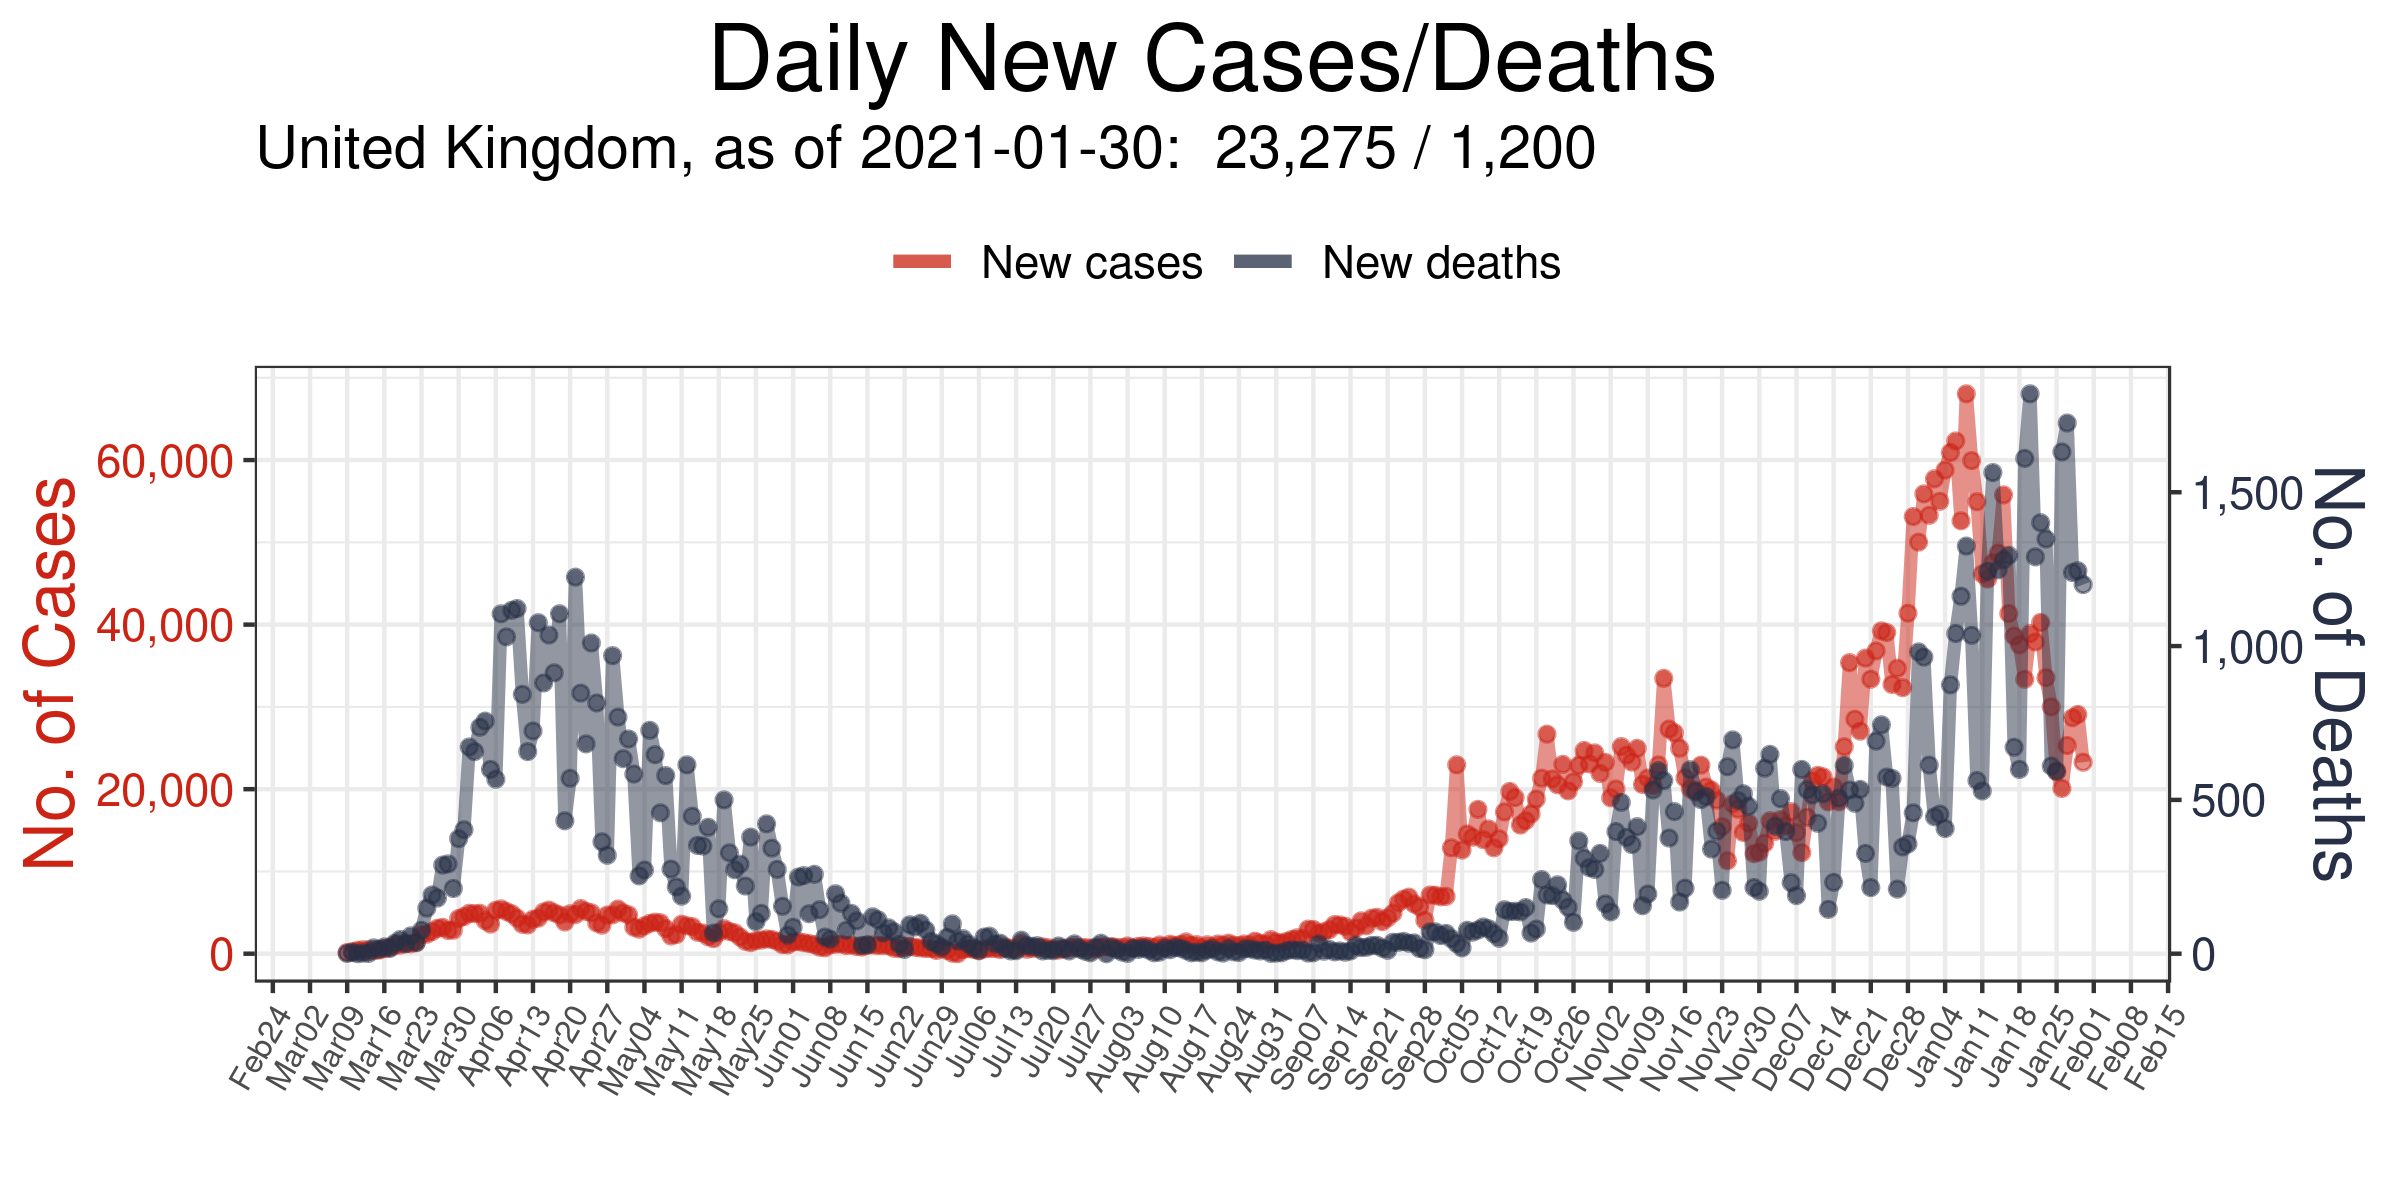 Daily New Cases/Deaths
United Kingdom, as of 2021-01-30: 23,275 / 1,200
New cases
New deaths
No. of Cases
60,000
40,000
20,000
0
1,500
1,000
500
0
No. of Deaths
Feb24
Mar02
Mar09
Mar16
Mar23
Mar30
Apr06
Apr13
Apr20
Apr27
May04
May11
May18
May25
Jun01
Jun08
Jun15
Jun22
Jun29
Jul06
Jul13
Jul20
Jul27
Aug03
Aug10
Aug17
Aug24
Aug31
Sep07
Sep14
Sep21
Sep28
Oct05
Oct12
Oct19
Oct26
Nov02
Nov09
Nov16
Nov23
Nov30
Dec07
Dec14
Dec21
Dec28
Jan04
Jan11
Jan18
Jan25
Feb01
Feb08
Feb15